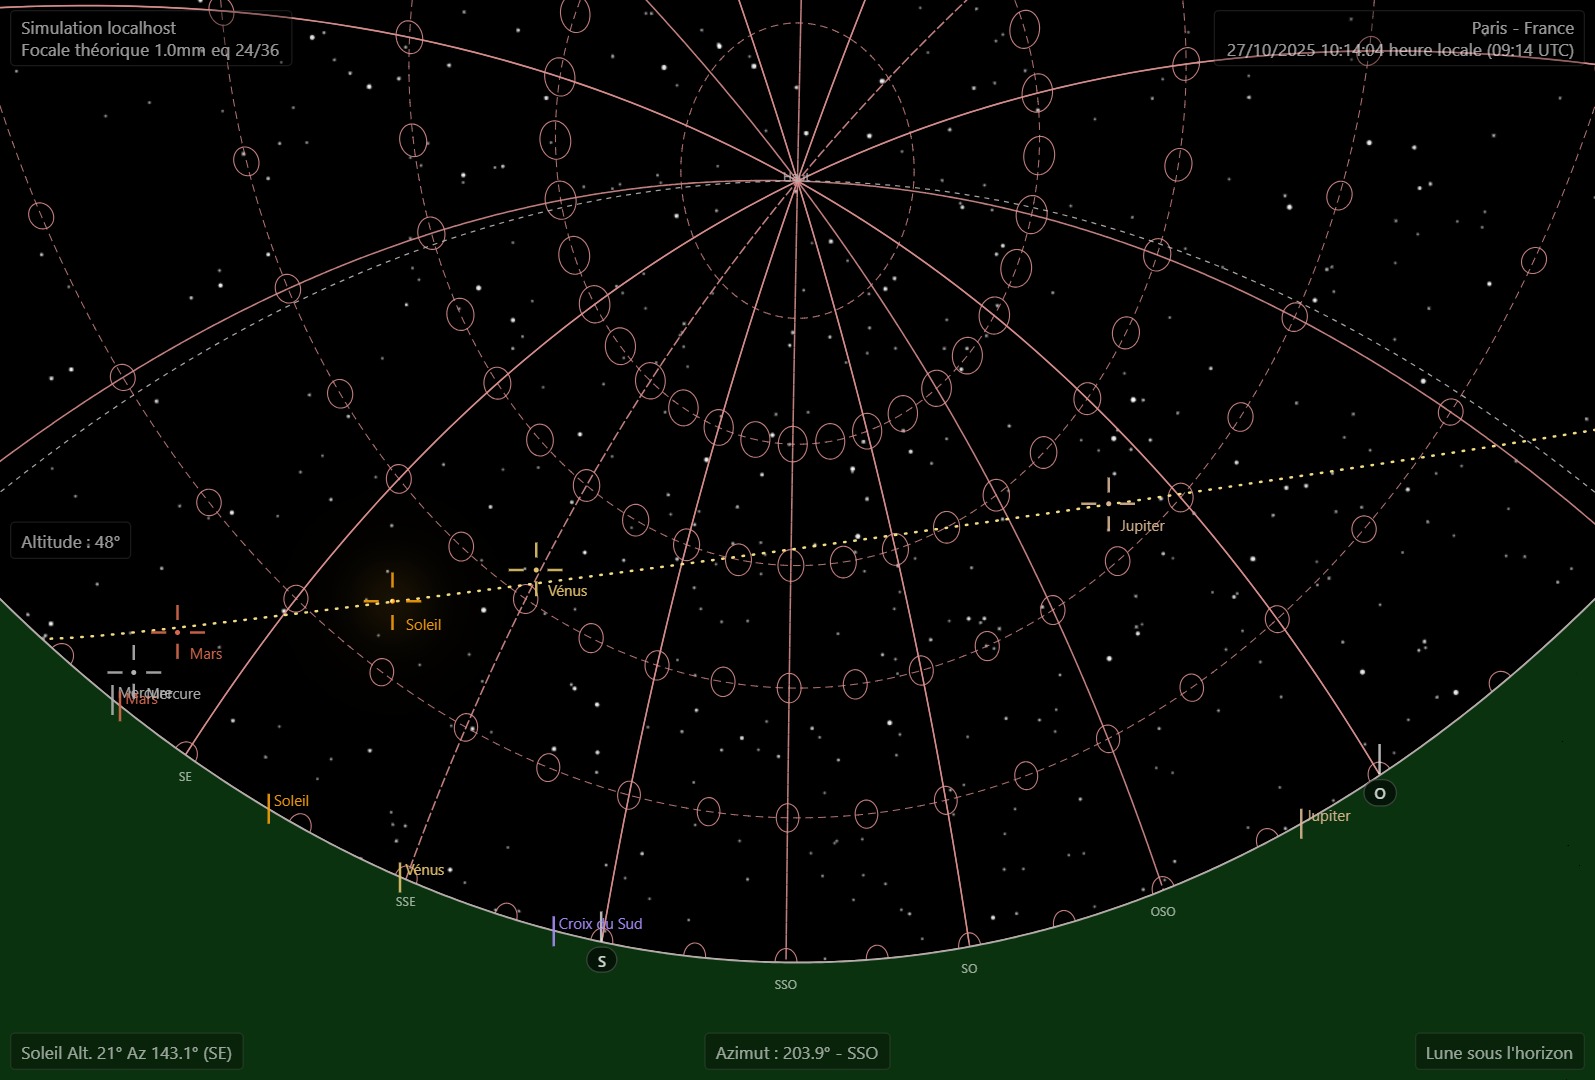 Simulation localhost
Focale théorique 1.0mm eq 24/36
Paris - France
27/10/2025 10:14:04 heure locale (09:14 UTC)
Jupiter
Altitude : 48°
Vénus
Soleil
Mars
Mercure
Mercure
Mars
SE
Soleil
O
Jupiter
Vénus
SSE
OSO
Croix du Sud
S
SO
SSO
Soleil Alt. 21° Az 143.1° (SE)
Azimut : 203.9° - SSO
Lune sous l'horizon